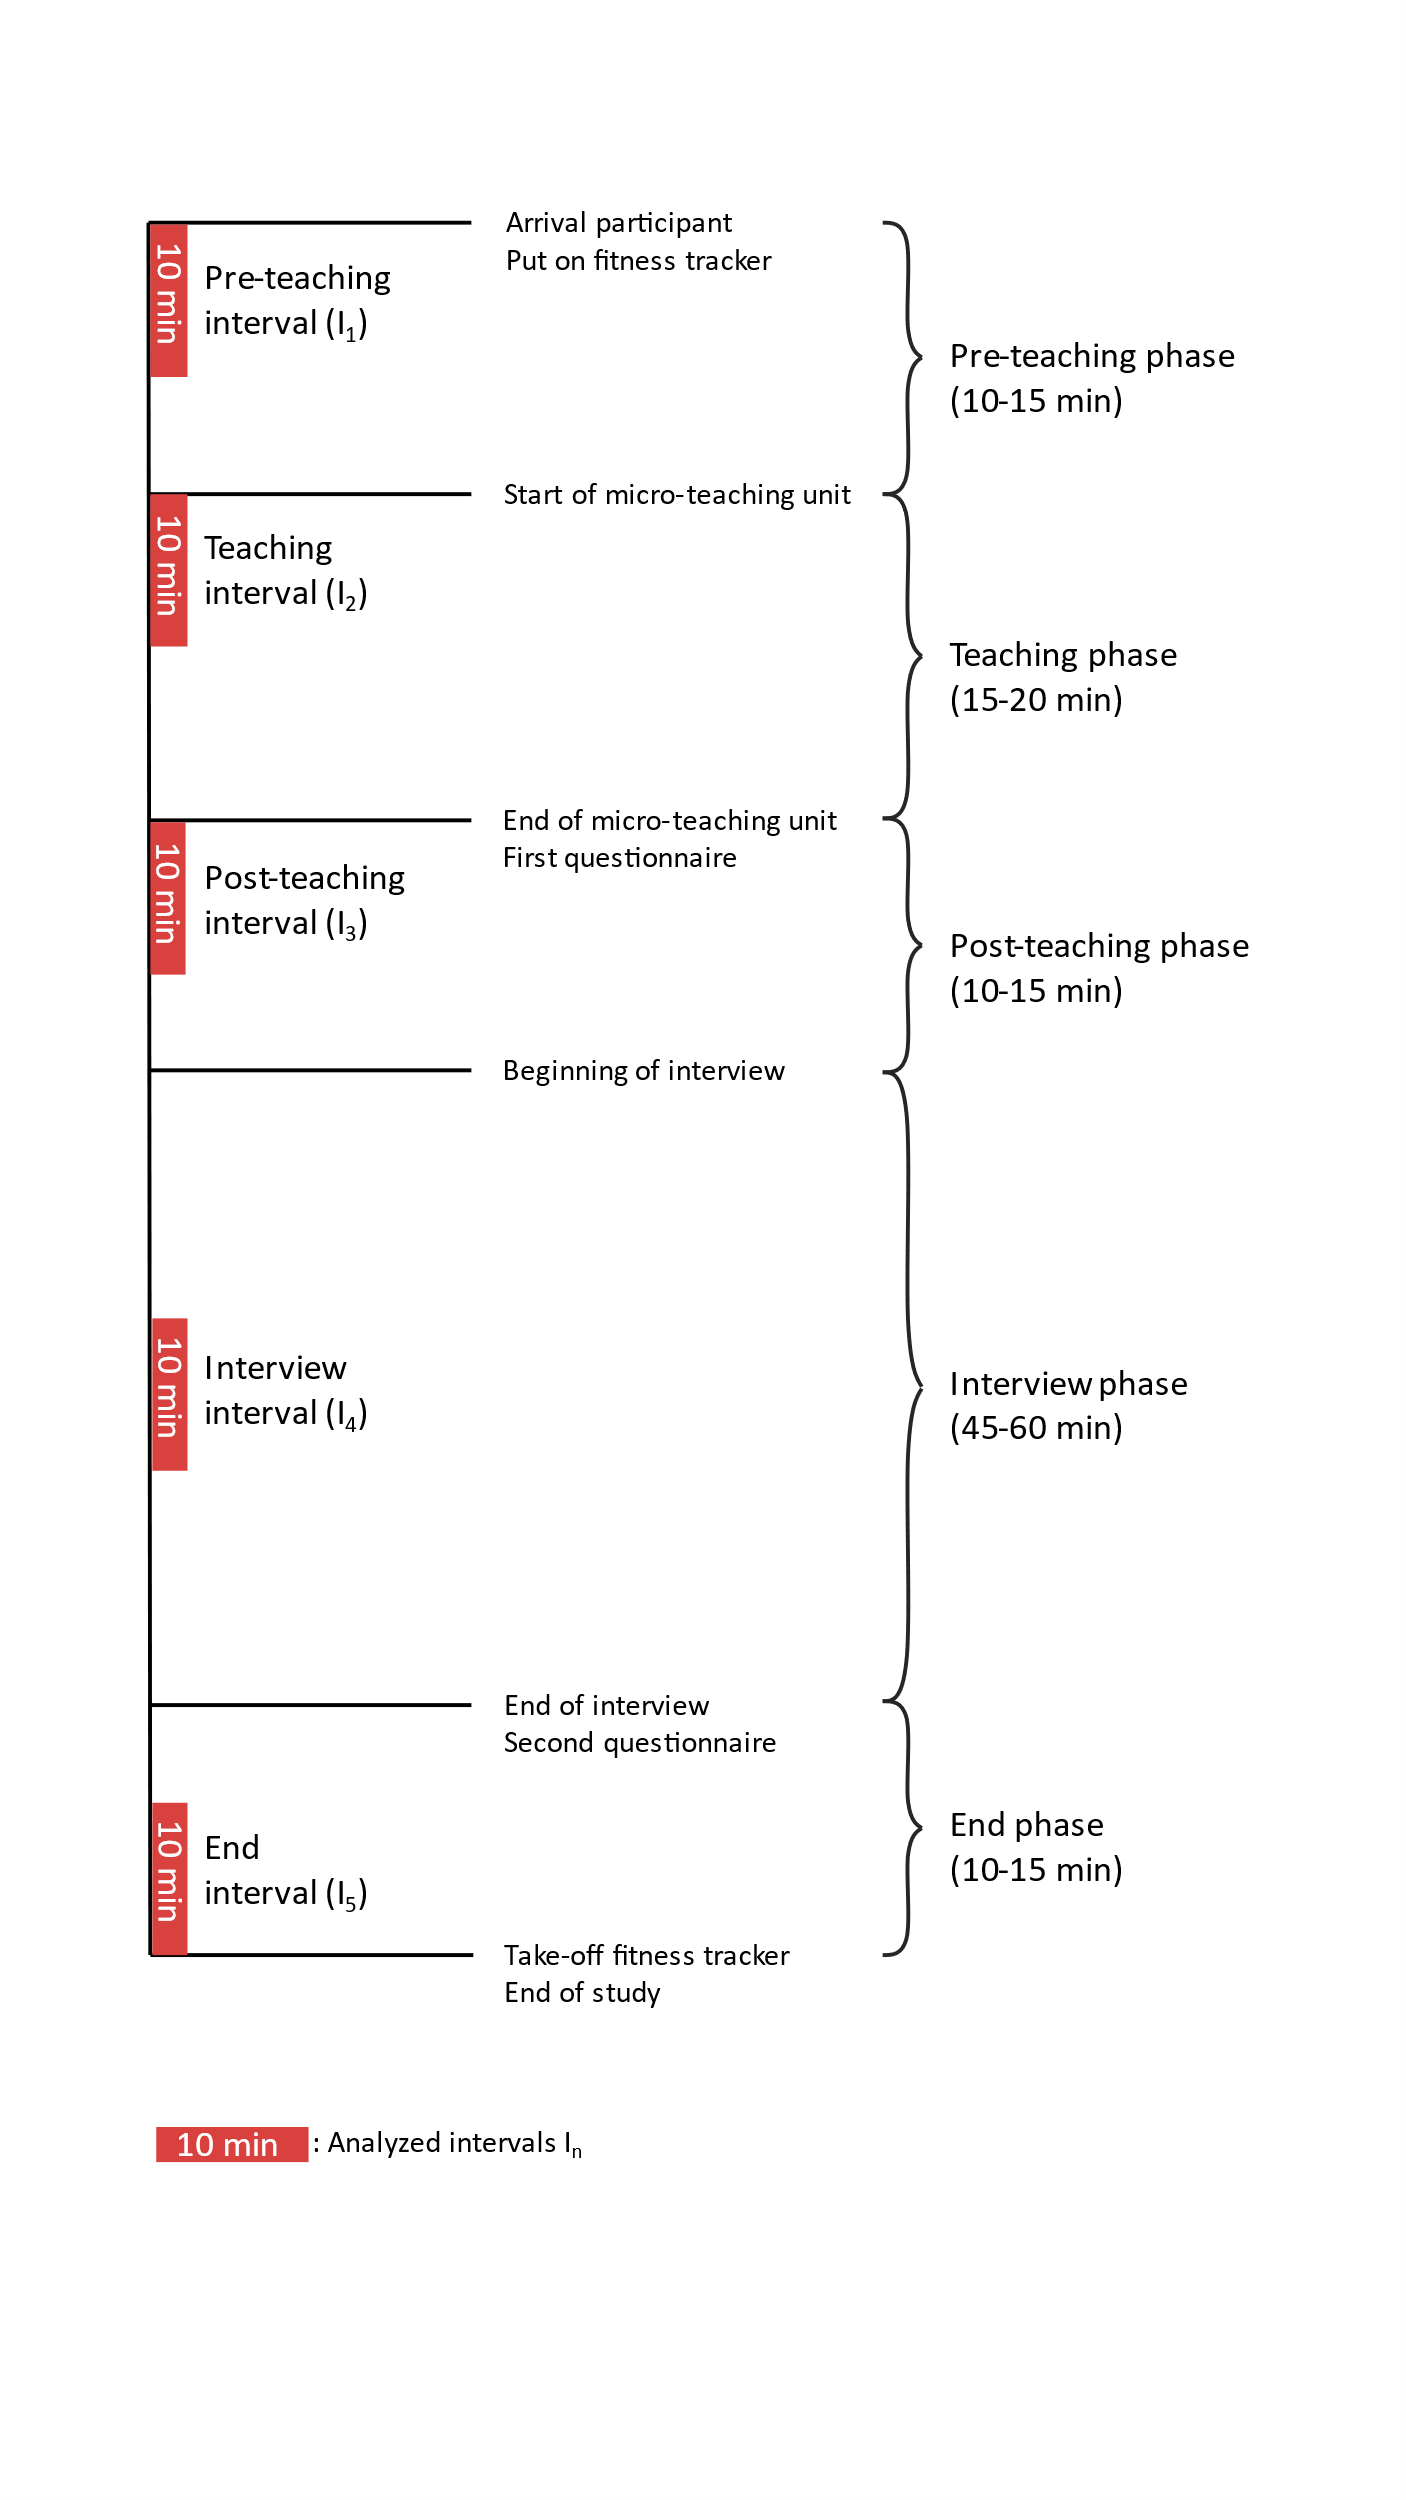 Arrival participant
Put on fitness tracker
10 min
Pre-teaching
interval (I₁)
Pre-teaching phase
(10-15 min)
Start of micro-teaching unit
10 min
Teaching
interval (I₂)
Teaching phase
(15-20 min)
End of micro-teaching unit
First questionnaire
10 min
Post-teaching
interval (I₃)
Post-teaching phase
(10-15 min)
Beginning of interview
10 min
Interview
interval (I₄)
Interview phase
(45-60 min)
End of interview
Second questionnaire
10 min
End
interval (I₅)
End phase
(10-15 min)
Take-off fitness tracker
End of study
10 min : Analyzed intervals Iₙ